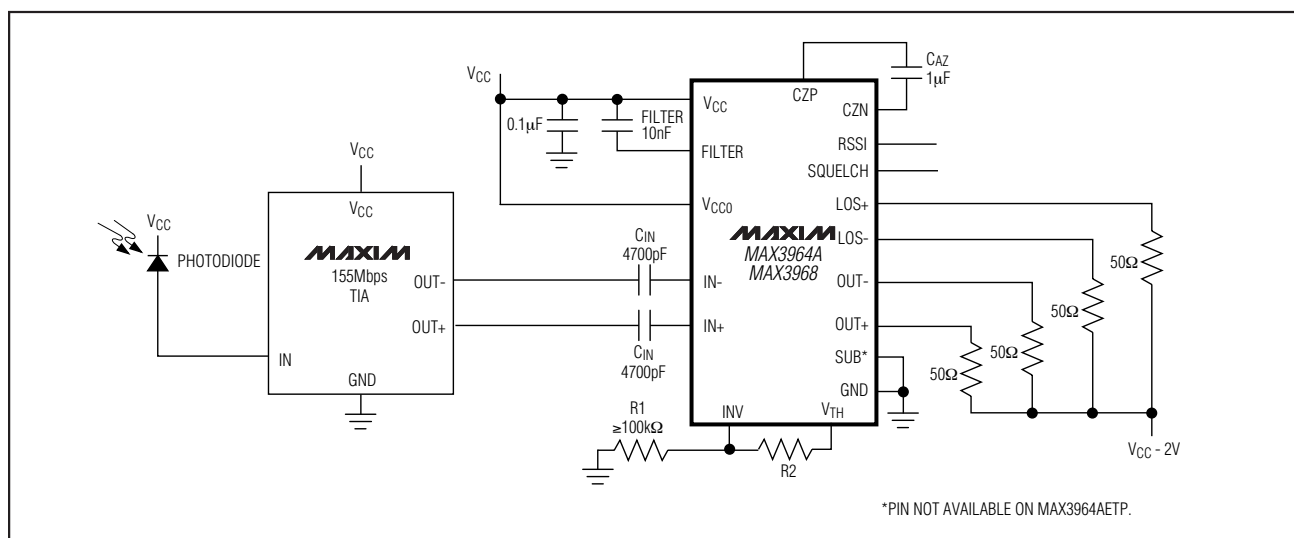 VCC
0.1µF
FILTER
10nF
VCC
FILTER
VCCO
CZP
CAZ
1µF
CZN
RSSI
SQUELCH
LOS+
LOS-
OUT-
OUT+
SUB*
GND
VTH
INV
IN-
IN+
MAXIM
MAX3964A
MAX3968
VCC
VCC
MAXIM
155Mbps
TIA
OUT-
OUT+
IN
GND
VCC
PHOTODIODE
CIN
4700pF
CIN
4700pF
R1
≥100kΩ
R2
50Ω
50Ω
50Ω
50Ω
VCC - 2V
*PIN NOT AVAILABLE ON MAX3964AETP.